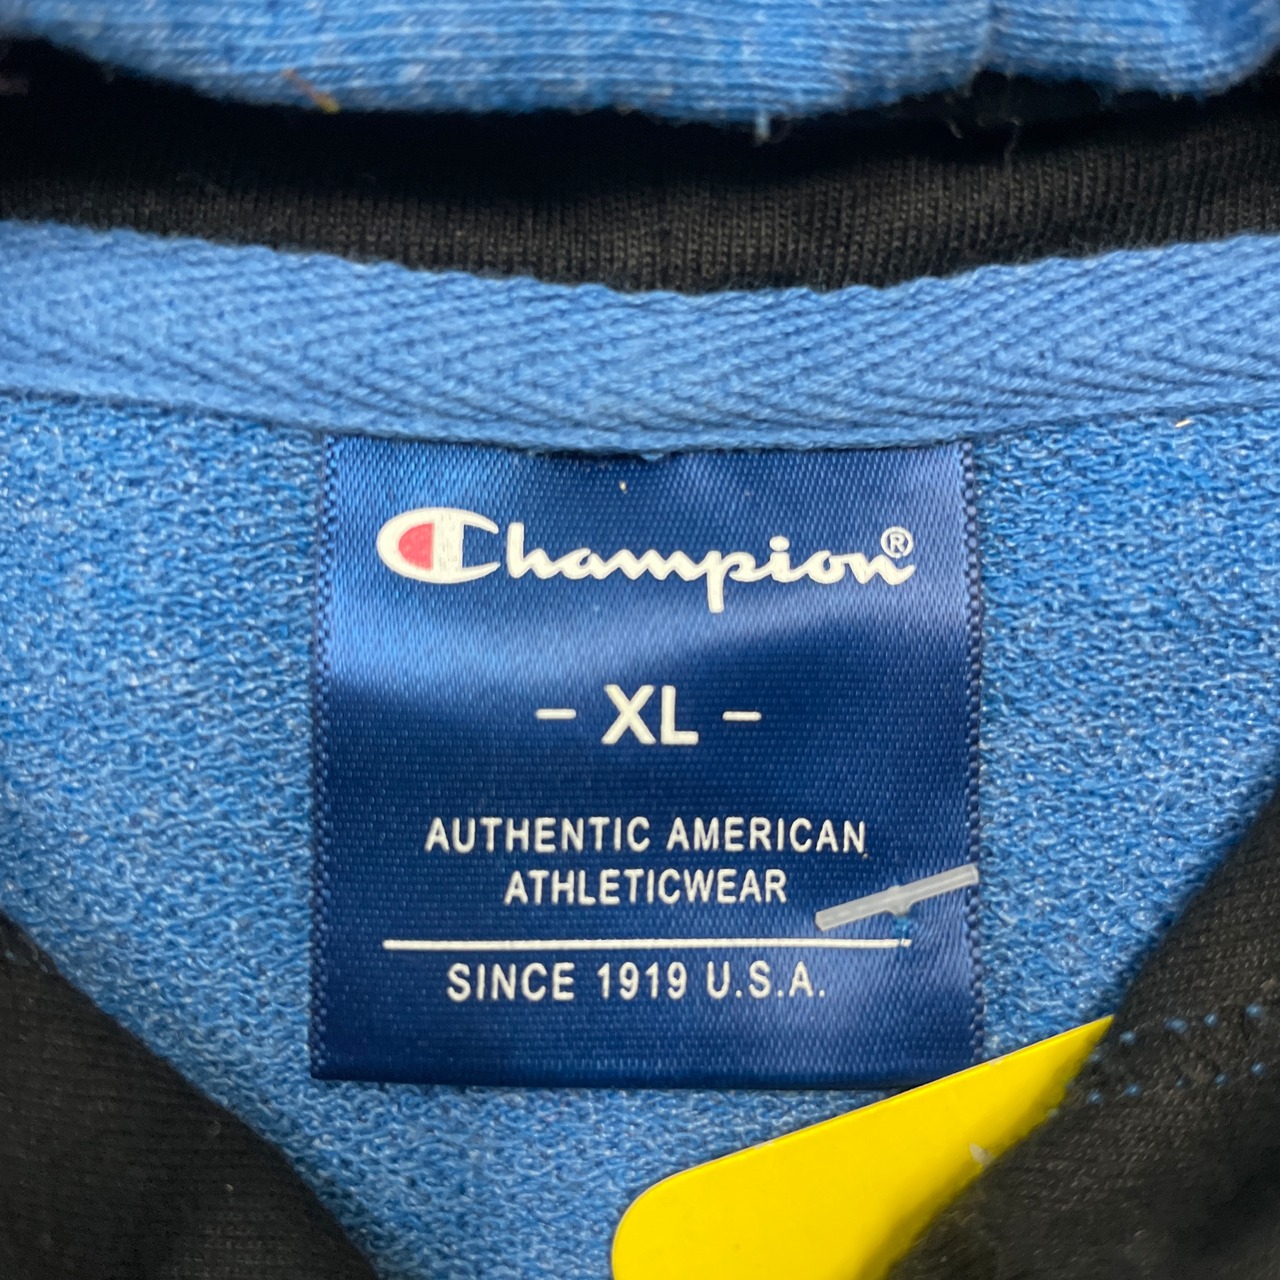 Champion®
- XL -
AUTHENTIC AMERICAN
ATHLETICWEAR
SINCE 1919 U.S.A.